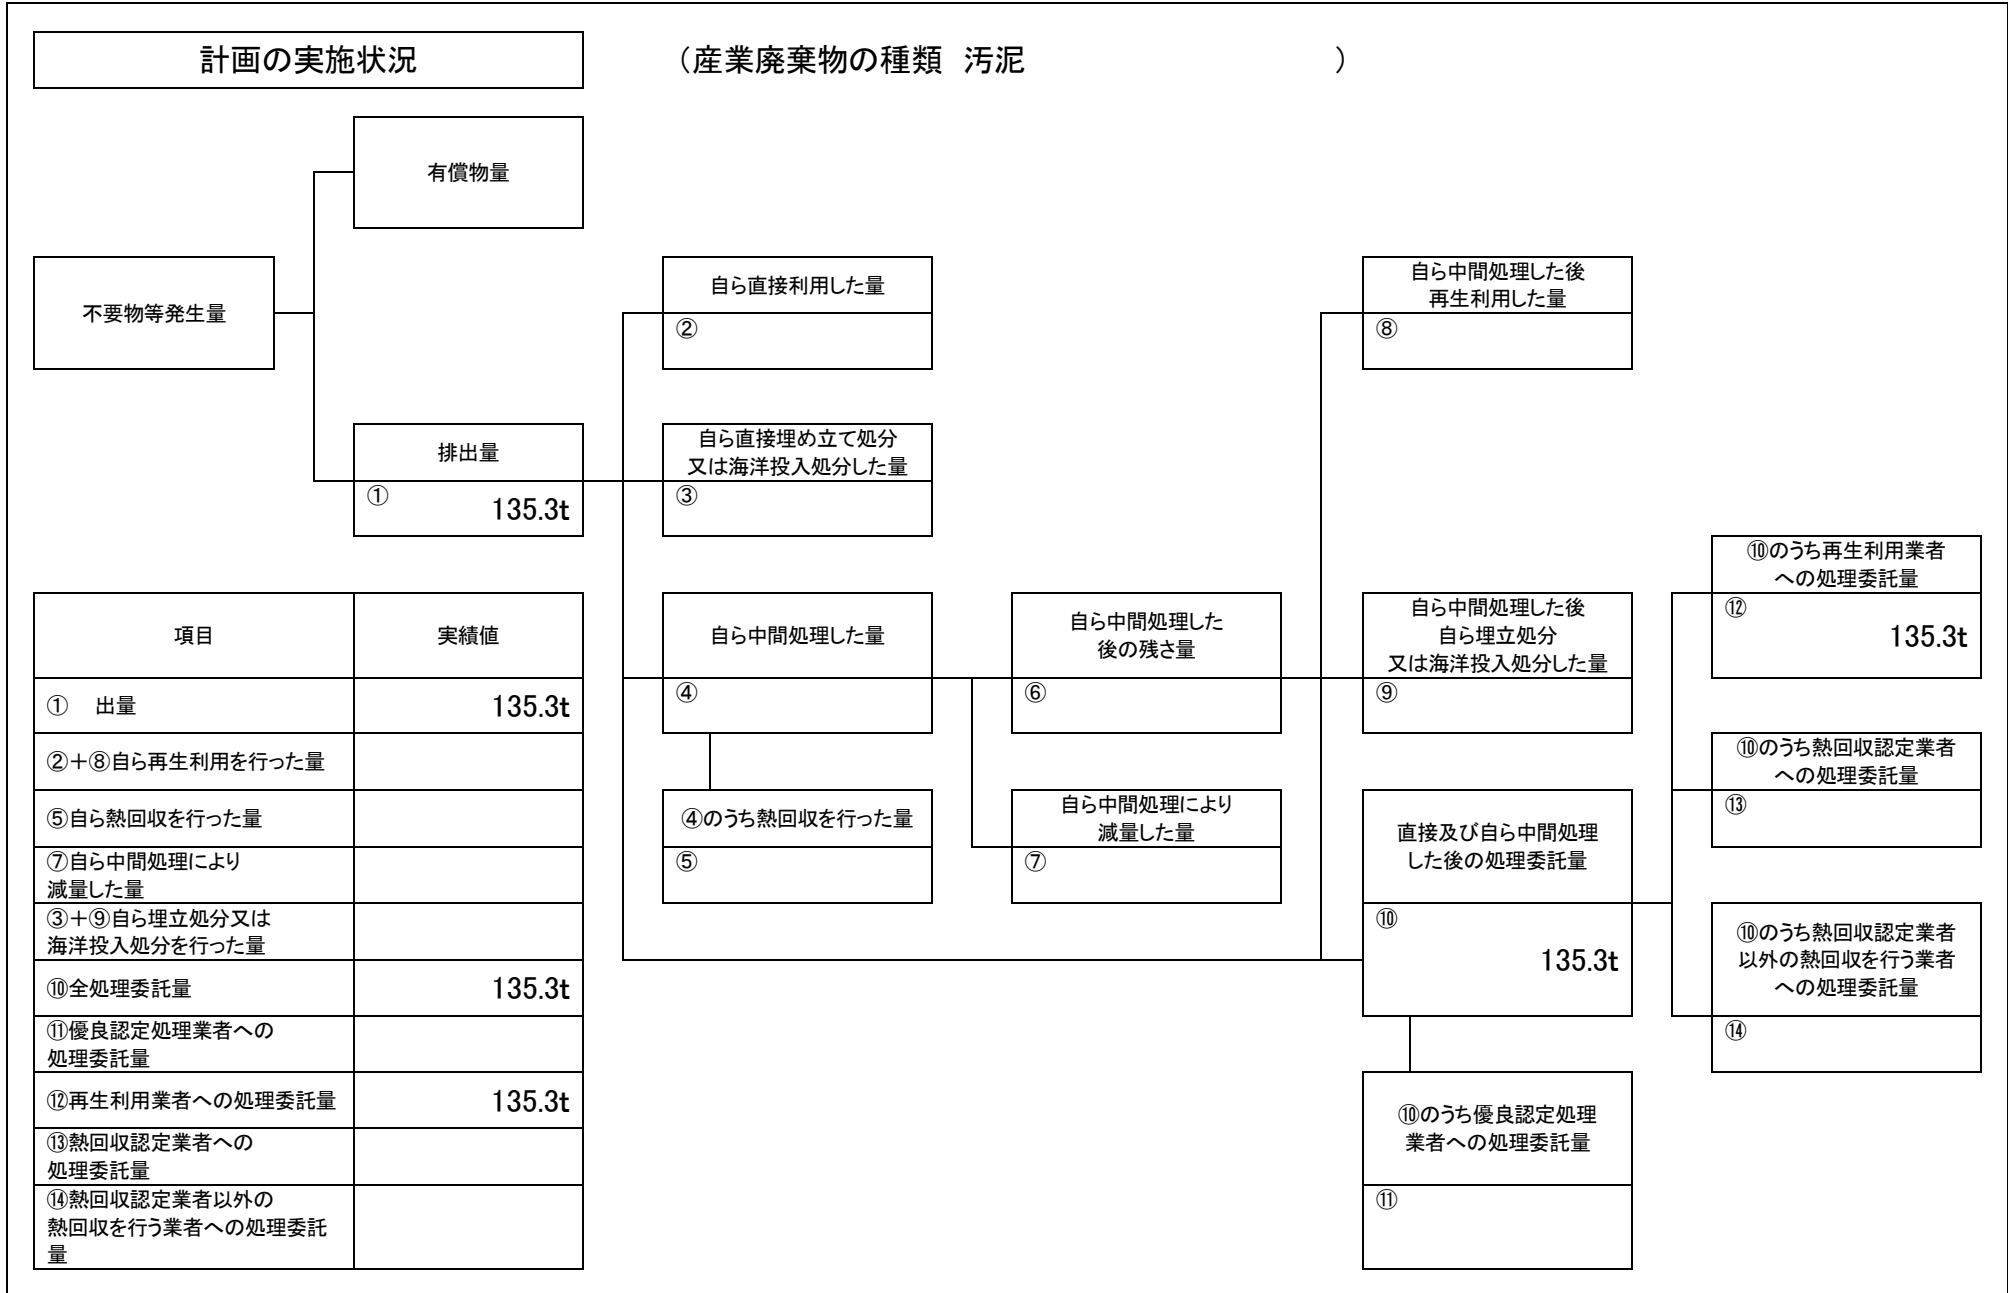 計画の実施状況
（産業廃棄物の種類 汚泥 ）
有償物量
不要物等発生量
排出量
①
135.3t
自ら直接利用した量
②
自ら直接埋め立て処分
又は海洋投入処分した量
③
自ら中間処理した量
④
④のうち熱回収を行った量
⑤
自ら中間処理した
後の残さ量
⑥
自ら中間処理により
減量した量
⑦
自ら中間処理した後
再生利用した量
⑧
自ら中間処理した後
自ら埋立処分
又は海洋投入処分した量
⑨
直接及び自ら中間処理
した後の処理委託量
⑩
135.3t
⑩のうち優良認定処理
業者への処理委託量
⑪
⑩のうち再生利用業者
への処理委託量
⑫
135.3t
⑩のうち熱回収認定業者
への処理委託量
⑬
⑩のうち熱回収認定業者
以外の熱回収を行う業者
への処理委託量
⑭
項目 実績値
① 出量 135.3t
②＋⑧自ら再生利用を行った量
⑤自ら熱回収を行った量
⑦自ら中間処理により
減量した量
③＋⑨自ら埋立処分又は
海洋投入処分を行った量
⑩全処理委託量 135.3t
⑪優良認定処理業者への
処理委託量
⑫再生利用業者への処理委託量 135.3t
⑬熱回収認定業者への
処理委託量
⑭熱回収認定業者以外の
熱回収を行う業者への処理委託
量